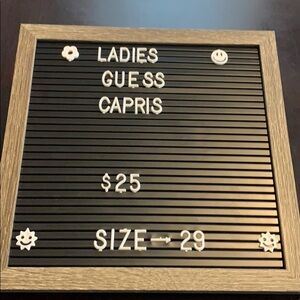 LADIES
GUESS
CAPRIS
$25
SIZE → 29